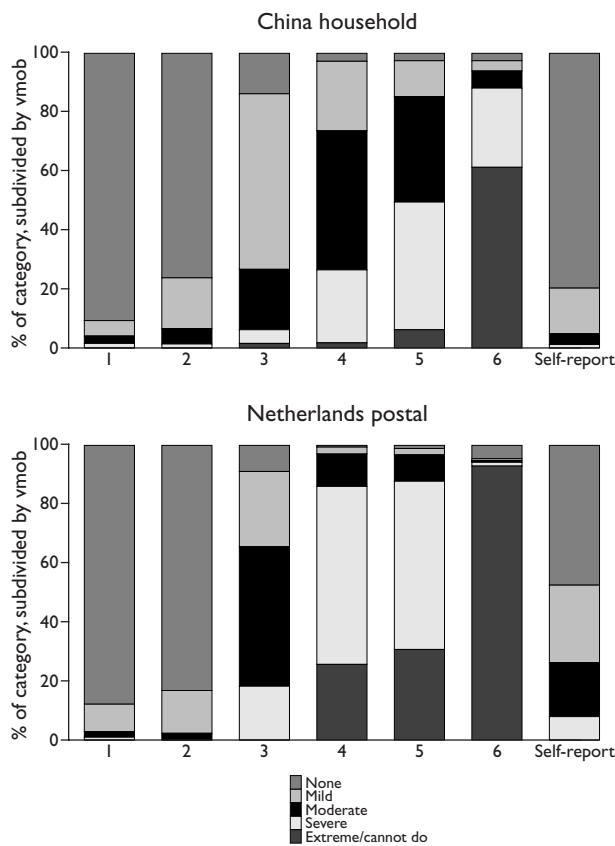 China household
% of category, subdivided by vmob
100
80
60
40
20
0
1 2 3 4 5 6 Self-report
Netherlands postal
% of category, subdivided by vmob
100
80
60
40
20
0
1 2 3 4 5 6 Self-report
None
Mild
Moderate
Severe
Extreme/cannot do